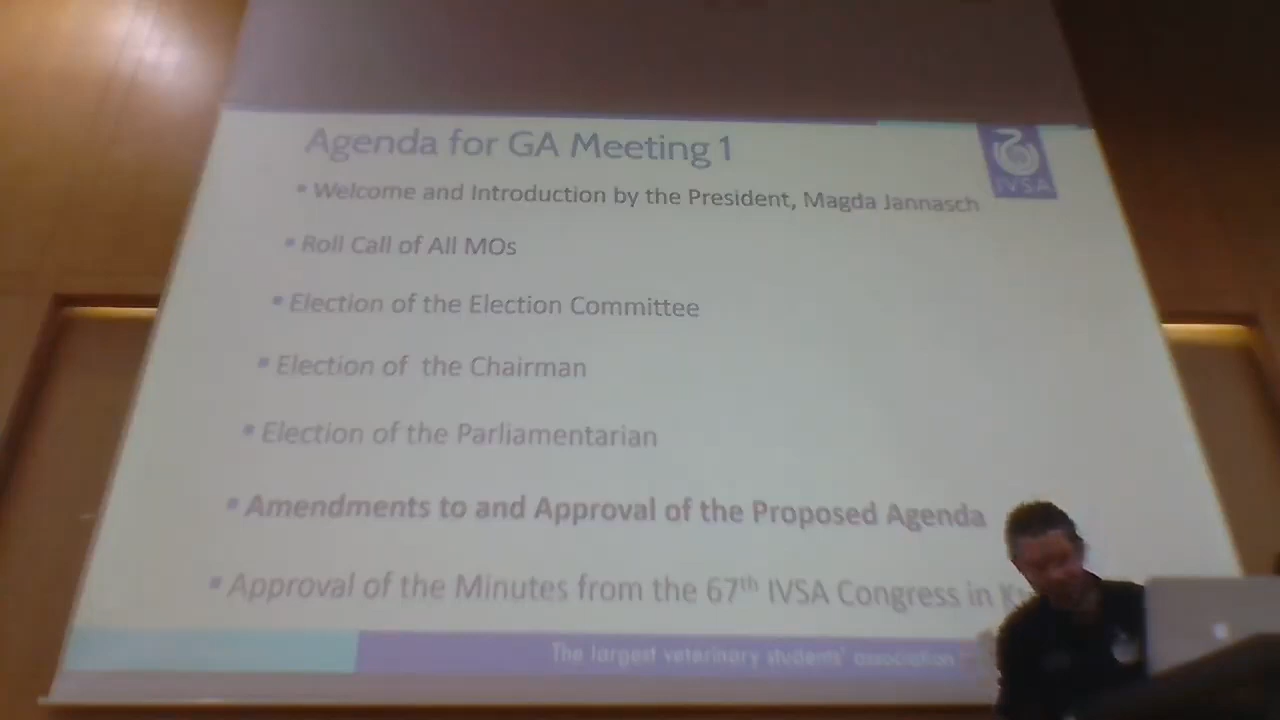 Agenda for GA Meeting 1
IVSA
▪ Welcome and Introduction by the President, Magda Jannasch
▪ Roll Call of All MOs
▪ Election of the Election Committee
▪ Election of the Chairman
▪ Election of the Parliamentarian
▪ Amendments to and Approval of the Proposed Agenda
▪ Approval of the Minutes from the 67th IVSA Congress in
The largest veterinary students' association